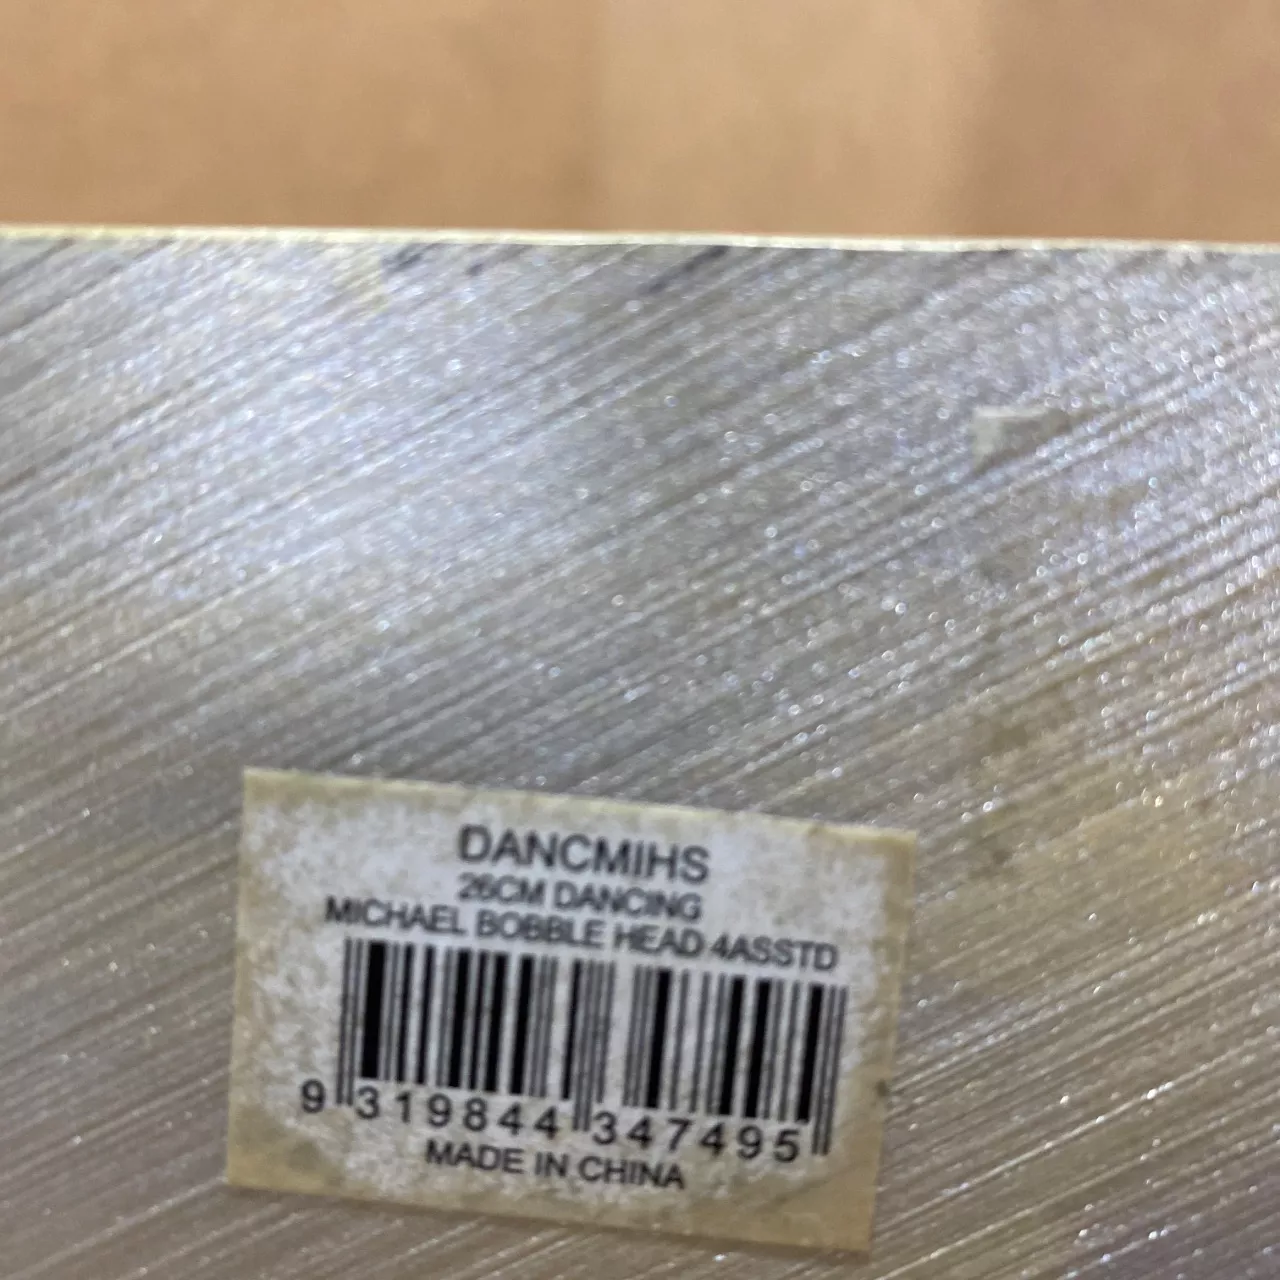 DANCMIHS
26CM DANCING
MICHAEL BOBBLE HEAD 4ASSTD
9 319844 347495
MADE IN CHINA